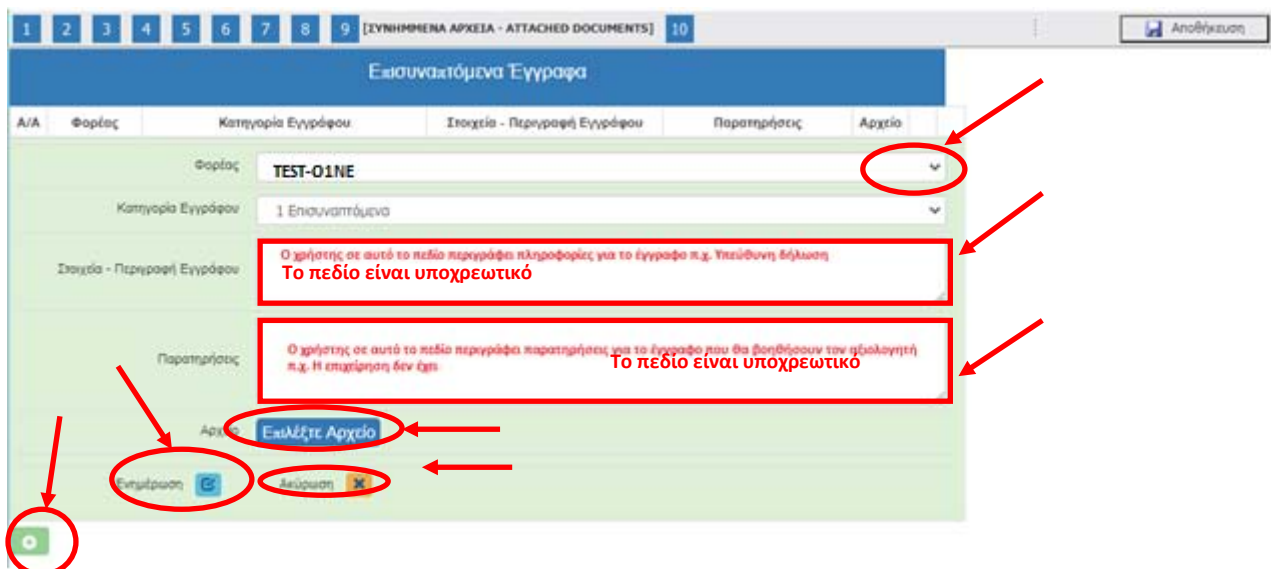 1 2 3 4 5 6 7 8 9 [ΣΥΝΗΜΜΕΝΑ ΑΡΧΕΙΑ - ATTACHED DOCUMENTS] 10 Αποθήκευση
Επισυναπτόμενα Έγγραφα
Α/Α Φορέας Κατηγορία Εγγράφου Στοιχεία - Περιγραφή Εγγράφου Παρατηρήσεις Αρχείο
Φορέας TEST-O1NE
Κατηγορία Εγγράφου 1 Επισυναπτόμενα
Ο χρήστης σε αυτό το πεδίο περιγράφει πληροφορίες για το έγγραφο π.χ. Υπεύθυνη δήλωση
Στοιχεία - Περιγραφή Εγγράφου Το πεδίο είναι υποχρεωτικό
Ο χρήστης σε αυτό το πεδίο περιγράφει παρατηρήσεις για το έγγραφο που θα βοηθήσουν τον αξιολογητή
Παρατηρήσεις π.χ. Η επιχείρηση δεν έχει Το πεδίο είναι υποχρεωτικό
Αρχείο Επιλέξτε Αρχείο
Ενημέρωση Ακύρωση